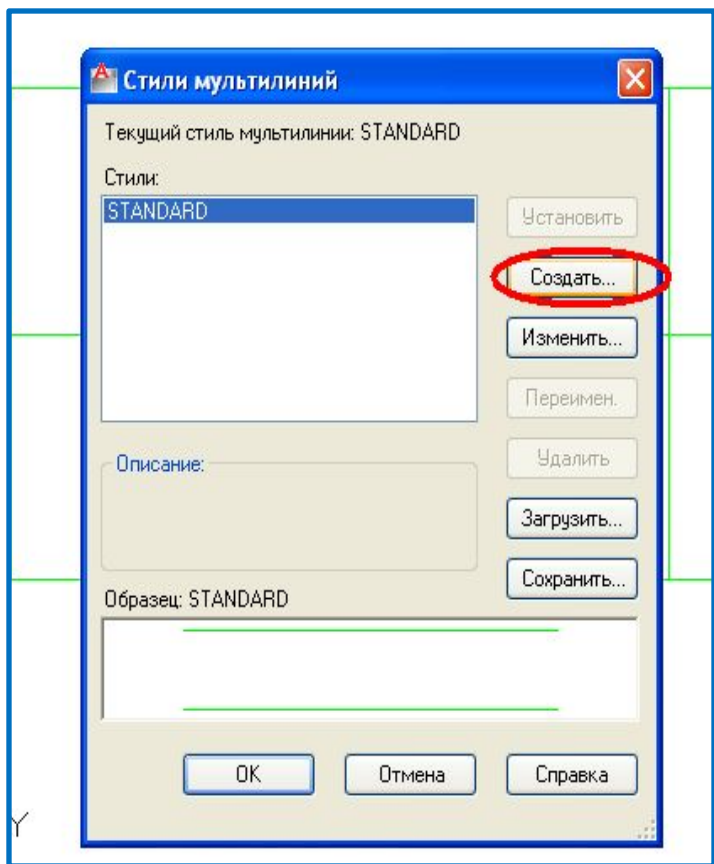 Стили мультилиний
Текущий стиль мультилинии: STANDARD
Стили:
STANDARD
Установить
Создать...
Изменить...
Переимен.
Удалить
Описание:
Загрузить...
Сохранить...
Образец: STANDARD
ОК
Отмена
Справка
Y